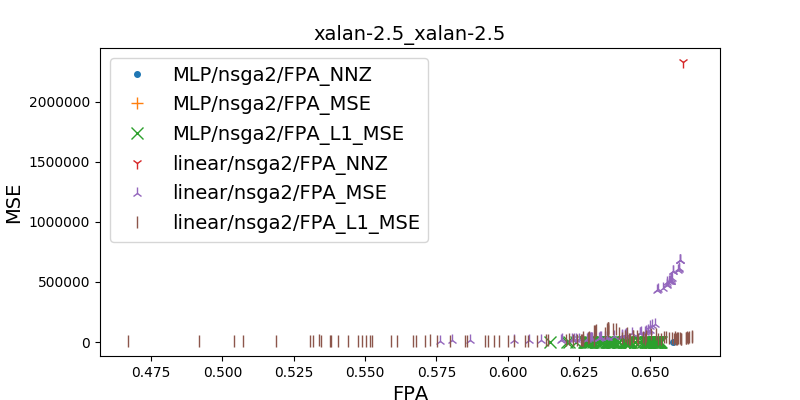 xalan-2.5_xalan-2.5
MLP/nsga2/FPA_NNZ
MLP/nsga2/FPA_MSE
MLP/nsga2/FPA_L1_MSE
linear/nsga2/FPA_NNZ
linear/nsga2/FPA_MSE
linear/nsga2/FPA_L1_MSE
MSE
2000000
1500000
1000000
500000
0
0.475 0.500 0.525 0.550 0.575 0.600 0.625 0.650
FPA